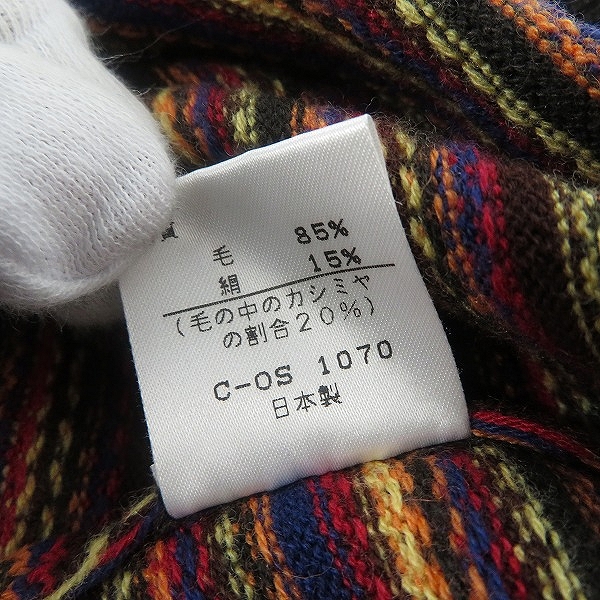 質
毛 85%
絹 15%
(毛の中のカシミヤ
の割合20%)
C-OS 1070
日本製